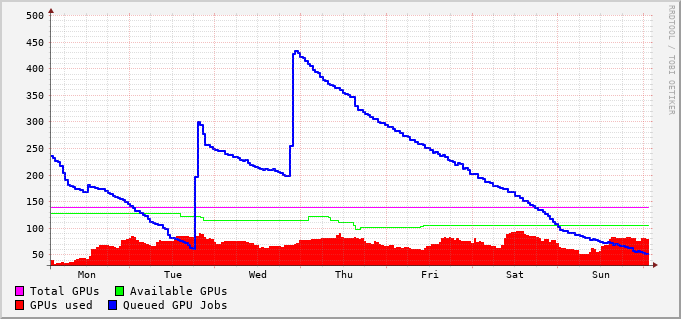 500
450
400
350
300
250
200
150
100
50
Mon Tue Wed Thu Fri Sat Sun
Total GPUs Available GPUs
GPUs used Queued GPU Jobs
RRDTOOL / TOBI OETIKER